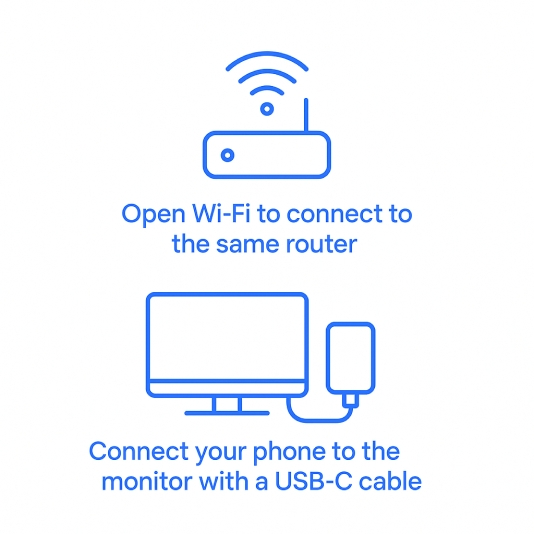 Open Wi-Fi to connect to
the same router
Connect your phone to the
monitor with a USB-C cable